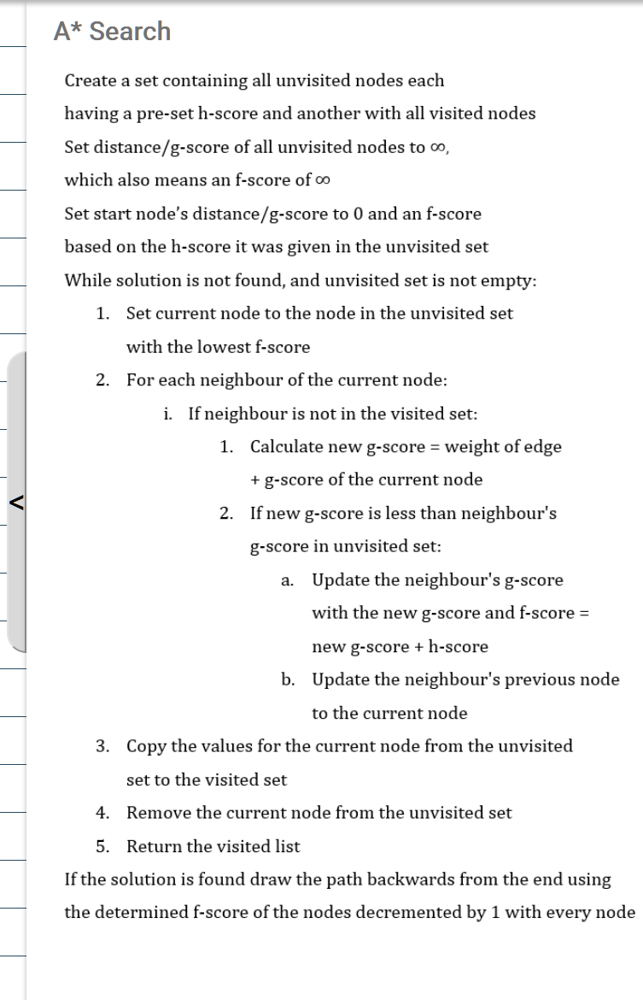 A* Search
Create a set containing all unvisited nodes each
having a pre-set h-score and another with all visited nodes
Set distance/g-score of all unvisited nodes to ∞,
which also means an f-score of ∞
Set start node's distance/g-score to 0 and an f-score
based on the h-score it was given in the unvisited set
While solution is not found, and unvisited set is not empty:
1. Set current node to the node in the unvisited set
with the lowest f-score
2. For each neighbour of the current node:
i. If neighbour is not in the visited set:
1. Calculate new g-score = weight of edge
+ g-score of the current node
<
2. If new g-score is less than neighbour's
g-score in unvisited set:
a. Update the neighbour's g-score
with the new g-score and f-score =
new g-score + h-score
b. Update the neighbour's previous node
to the current node
3. Copy the values for the current node from the unvisited
set to the visited set
4. Remove the current node from the unvisited set
5. Return the visited list
If the solution is found draw the path backwards from the end using
the determined f-score of the nodes decremented by 1 with every node